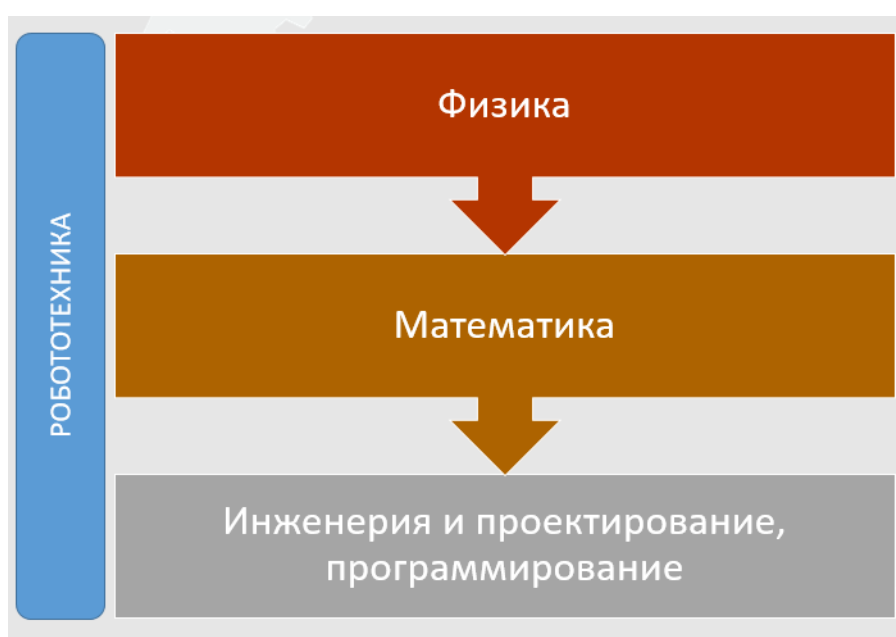 РОБОТОТЕХНИКА
Физика
Математика
Инженерия и проектирование,
программирование